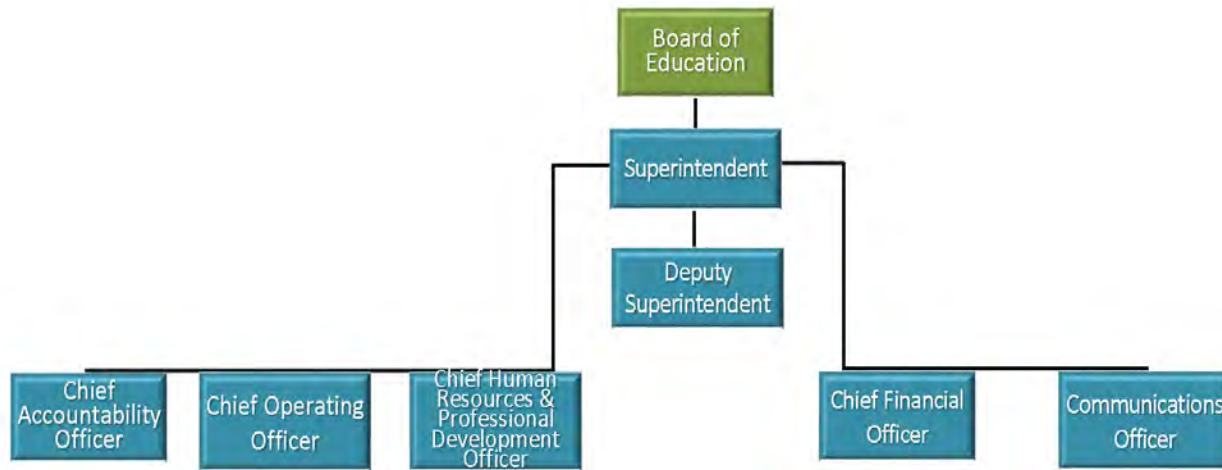 Board of
Education
Superintendent
Deputy
Superintendent
Chief
Accountability
Officer
Chief Operating
Officer
Chief Human
Resources &
Professional
Development
Officer
Chief Financial
Officer
Communications
Officer